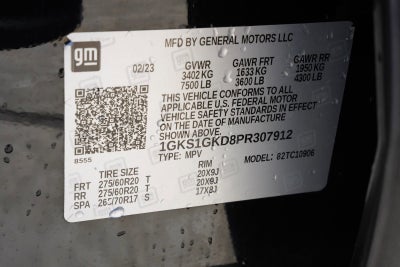 gm
MFD BY GENERAL MOTORS LLC
02/23 GVWR GAWR FRT GAWR RR
3402 KG 1633 KG 1950 KG
7500 LB 3600 LB 4300 LB
THIS VEHICLE CONFORMS TO ALL
APPLICABLE U.S. FEDERAL MOTOR
VEHICLE SAFETY STANDARDS IN EFFECT
ON THE DATE OF MANUFACTURE
SHOWN ABOVE.
1GKS1GKD8PR307912
8555 TYPE: MPV MODEL: 82TC10906
TIRE SIZE RIM
FRT 275/60R20 T 20X9J
RR 275/60R20 T 20X9J
SPA 265/70R17 S 17X8J